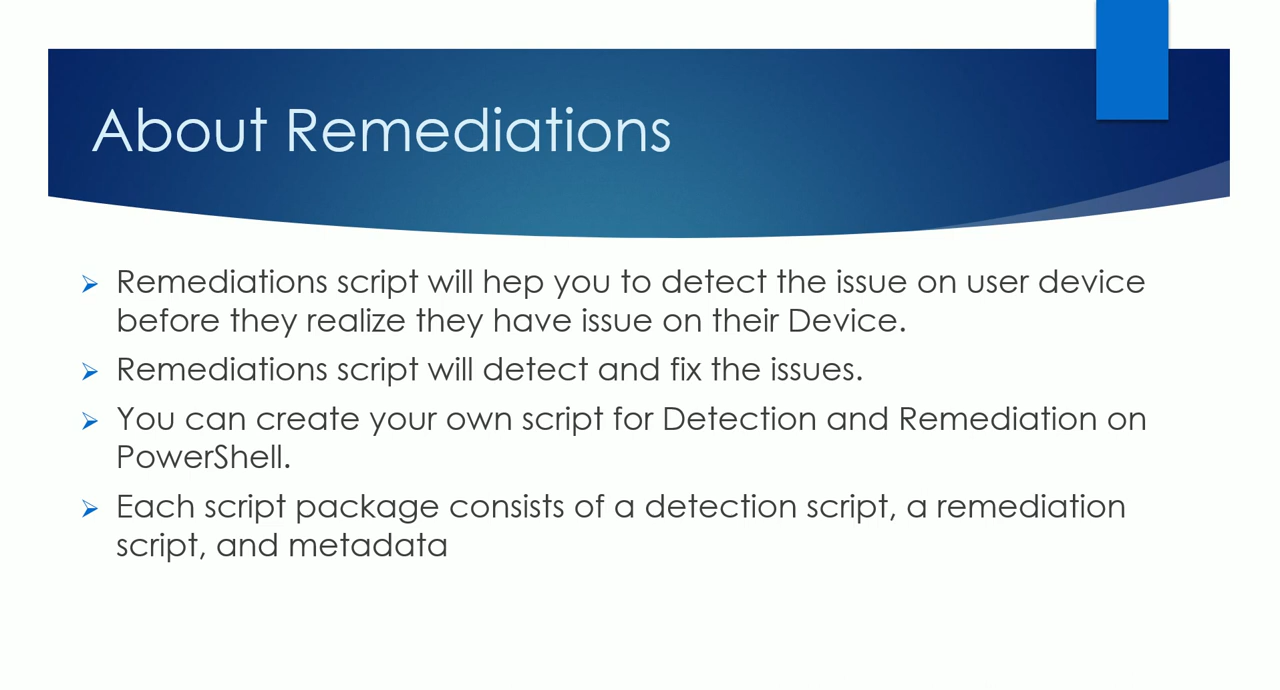 About Remediations
Remediations script will hep you to detect the issue on user device
before they realize they have issue on their Device.
Remediations script will detect and fix the issues.
You can create your own script for Detection and Remediation on
PowerShell.
Each script package consists of a detection script, a remediation
script, and metadata